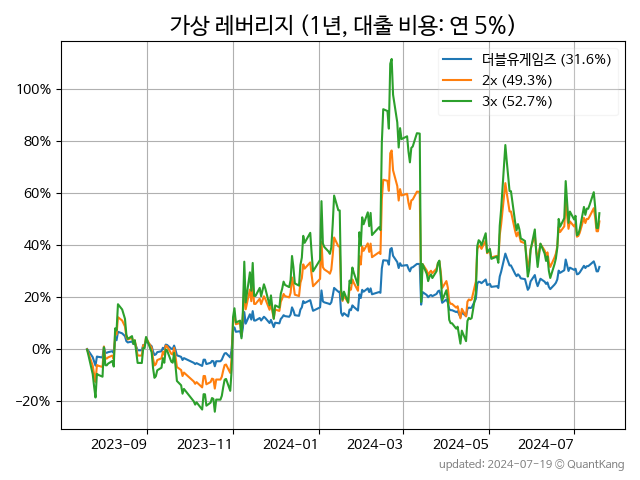 가상 레버리지 (1년, 대출 비용: 연 5%)
더블유게임즈 (31.6%)
2x (49.3%)
3x (52.7%)
100%
80%
60%
40%
20%
0%
−20%
2023-09
2023-11
2024-01
2024-03
2024-05
2024-07
updated: 2024-07-19 © QuantKang